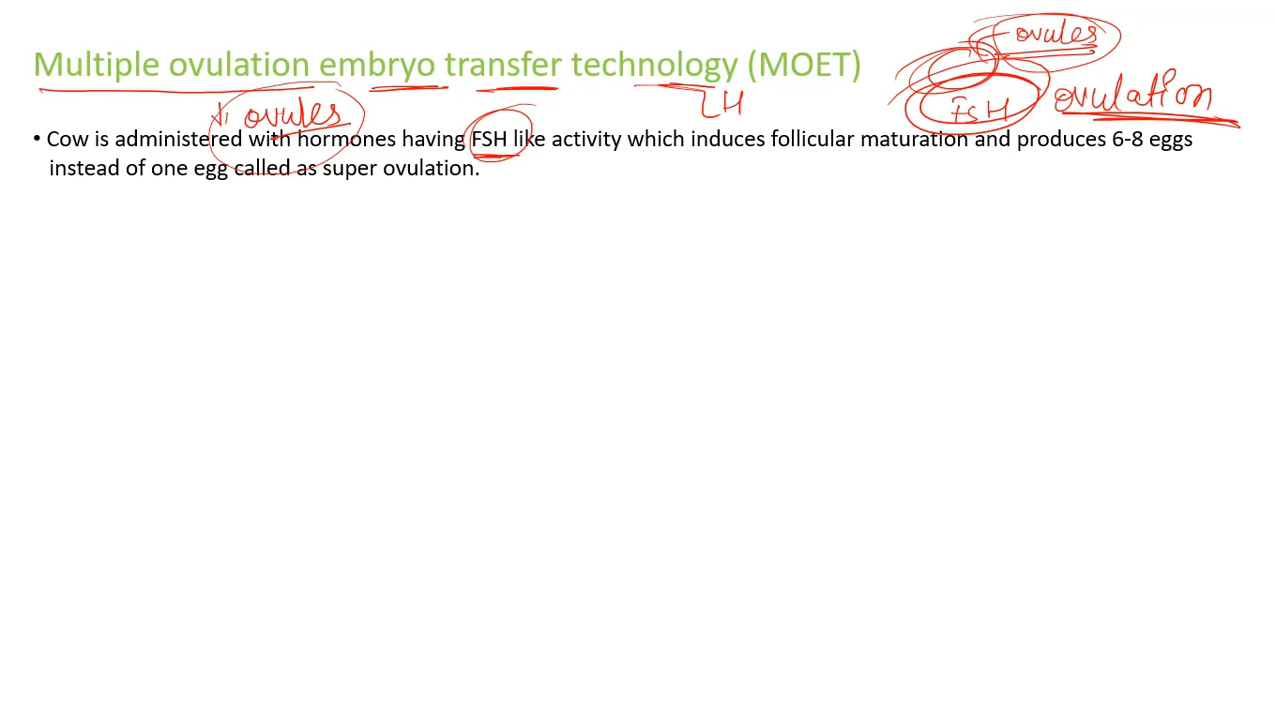 ovules
Multiple ovulation embryo transfer technology (MOET)
FSH ovulation
ovules
LH
• Cow is administered with hormones having FSH like activity which induces follicular maturation and produces 6-8 eggs
instead of one egg called as super ovulation.